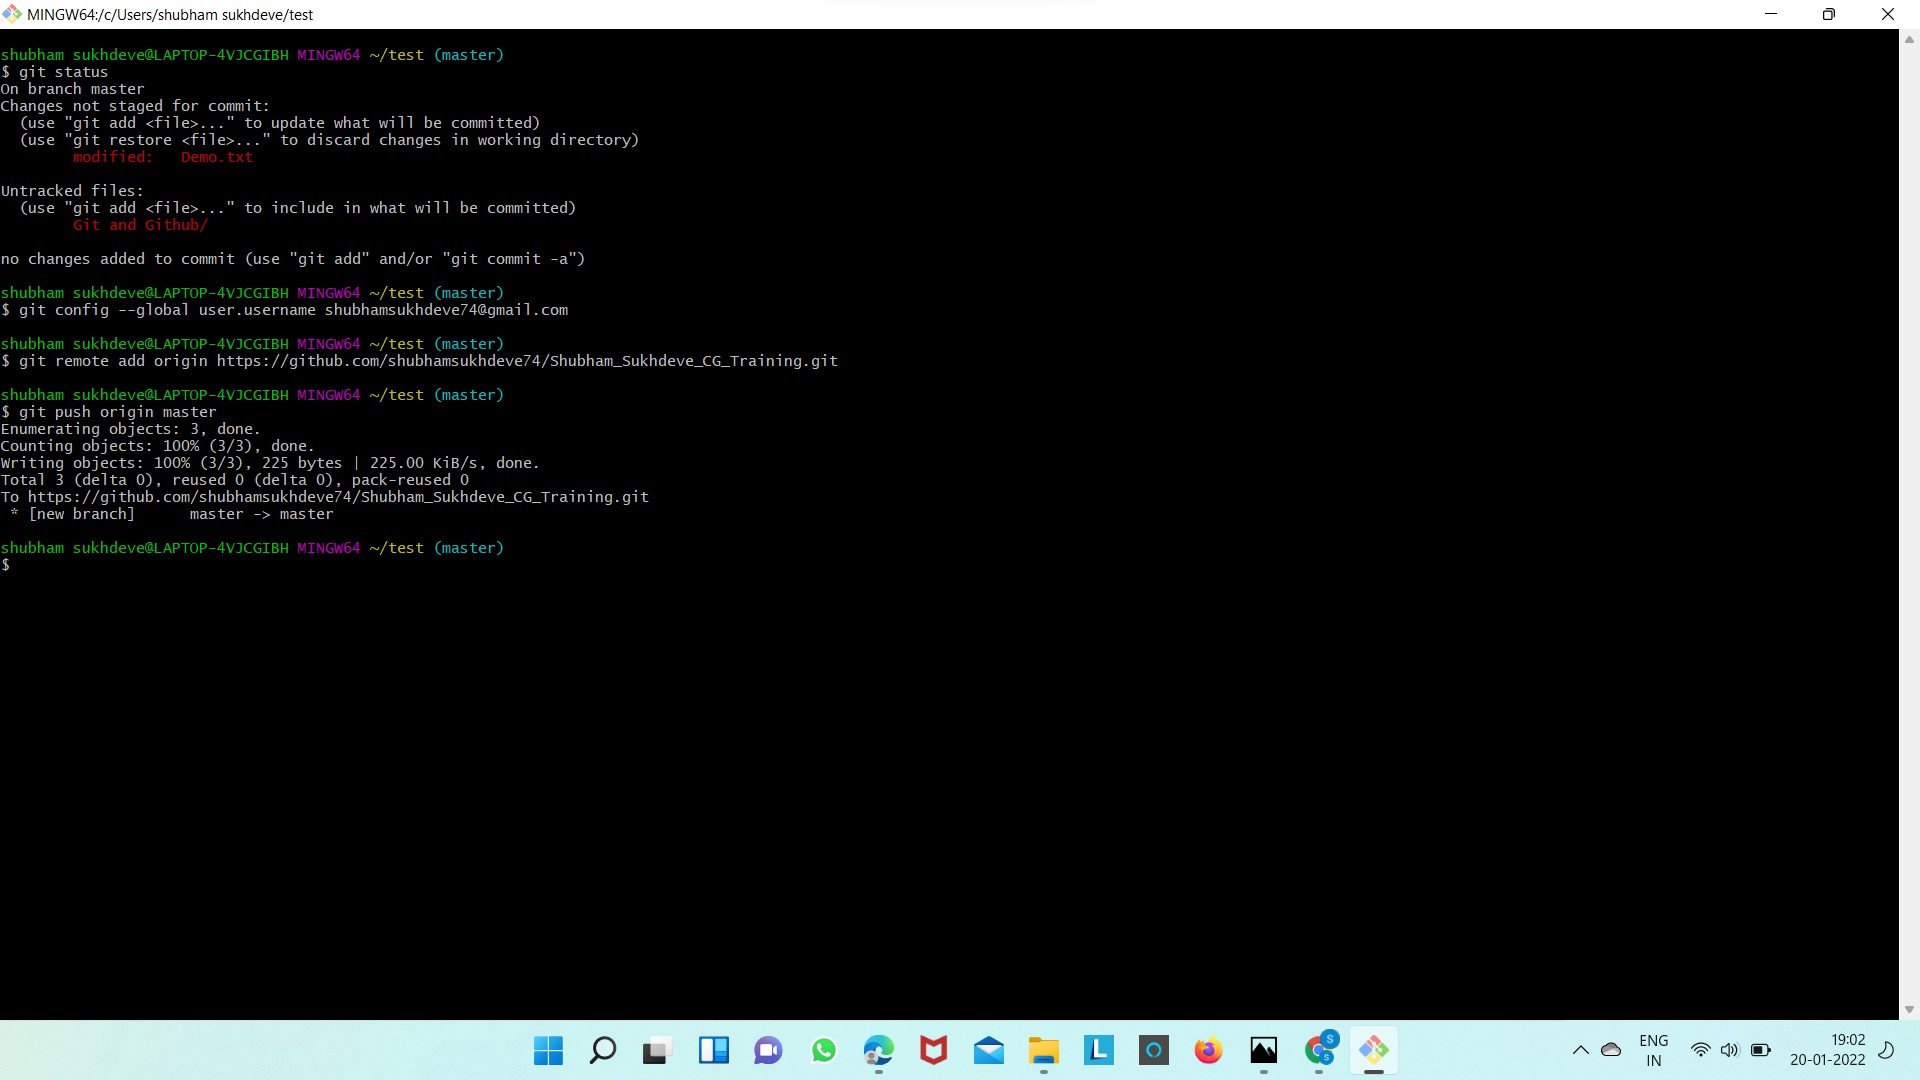 MINGW64:/c/Users/shubham sukhdeve/test
shubham sukhdeve@LAPTOP-4VJCGIBH MINGW64 ~/test (master)
$ git status
On branch master
Changes not staged for commit:
  (use "git add <file>..." to update what will be committed)
  (use "git restore <file>..." to discard changes in working directory)
        modified:   Demo.txt
Untracked files:
  (use "git add <file>..." to include in what will be committed)
        Git and Github/
no changes added to commit (use "git add" and/or "git commit -a")
shubham sukhdeve@LAPTOP-4VJCGIBH MINGW64 ~/test (master)
$ git config --global user.username shubhamsukhdeve74@gmail.com
shubham sukhdeve@LAPTOP-4VJCGIBH MINGW64 ~/test (master)
$ git remote add origin https://github.com/shubhamsukhdeve74/Shubham_Sukhdeve_CG_Training.git
shubham sukhdeve@LAPTOP-4VJCGIBH MINGW64 ~/test (master)
$ git push origin master
Enumerating objects: 3, done.
Counting objects: 100% (3/3), done.
Writing objects: 100% (3/3), 225 bytes | 225.00 KiB/s, done.
Total 3 (delta 0), reused 0 (delta 0), pack-reused 0
To https://github.com/shubhamsukhdeve74/Shubham_Sukhdeve_CG_Training.git
 * [new branch]      master -> master
shubham sukhdeve@LAPTOP-4VJCGIBH MINGW64 ~/test (master)
$
L
S
S
ENG
IN
19:02
20-01-2022